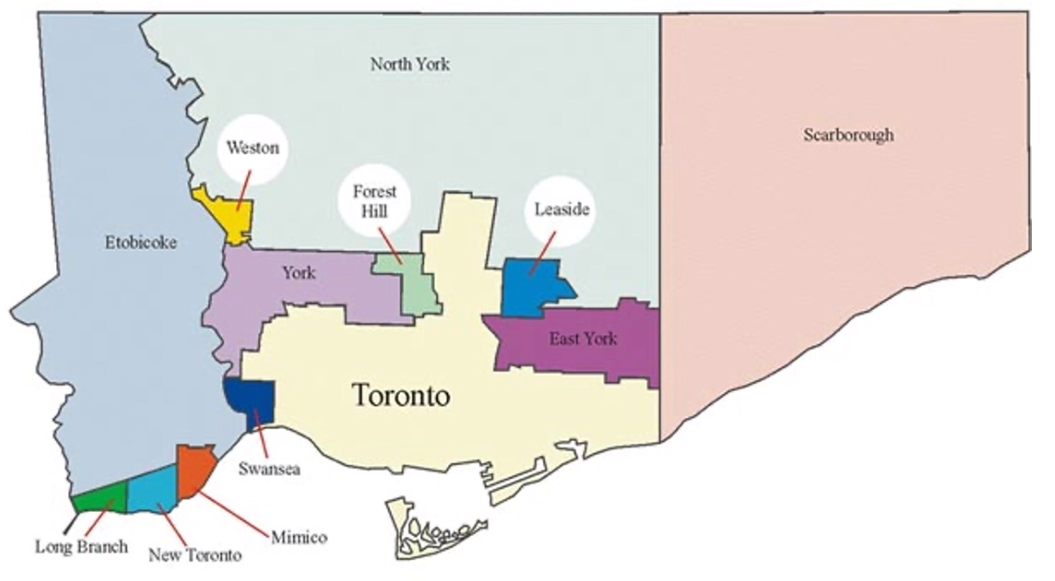 North York
Scarborough
Weston
Forest
Hill
Leaside
Etobicoke
York
East York
Toronto
Swansea
Mimico
Long Branch
New Toronto